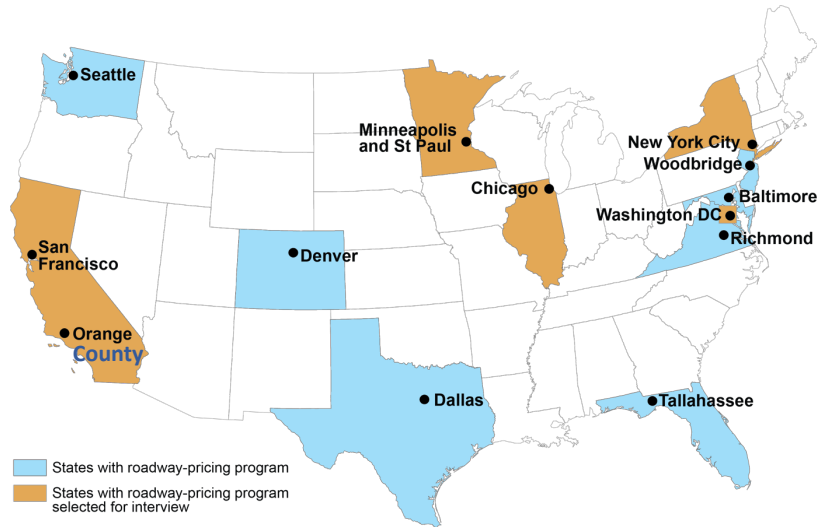 Seattle
Minneapolis
and St Paul
New York City
Woodbridge
Chicago
Baltimore
Washington DC
Richmond
San
Francisco
Denver
Orange
County
Dallas
Tallahassee
States with roadway-pricing program
States with roadway-pricing program
selected for interview